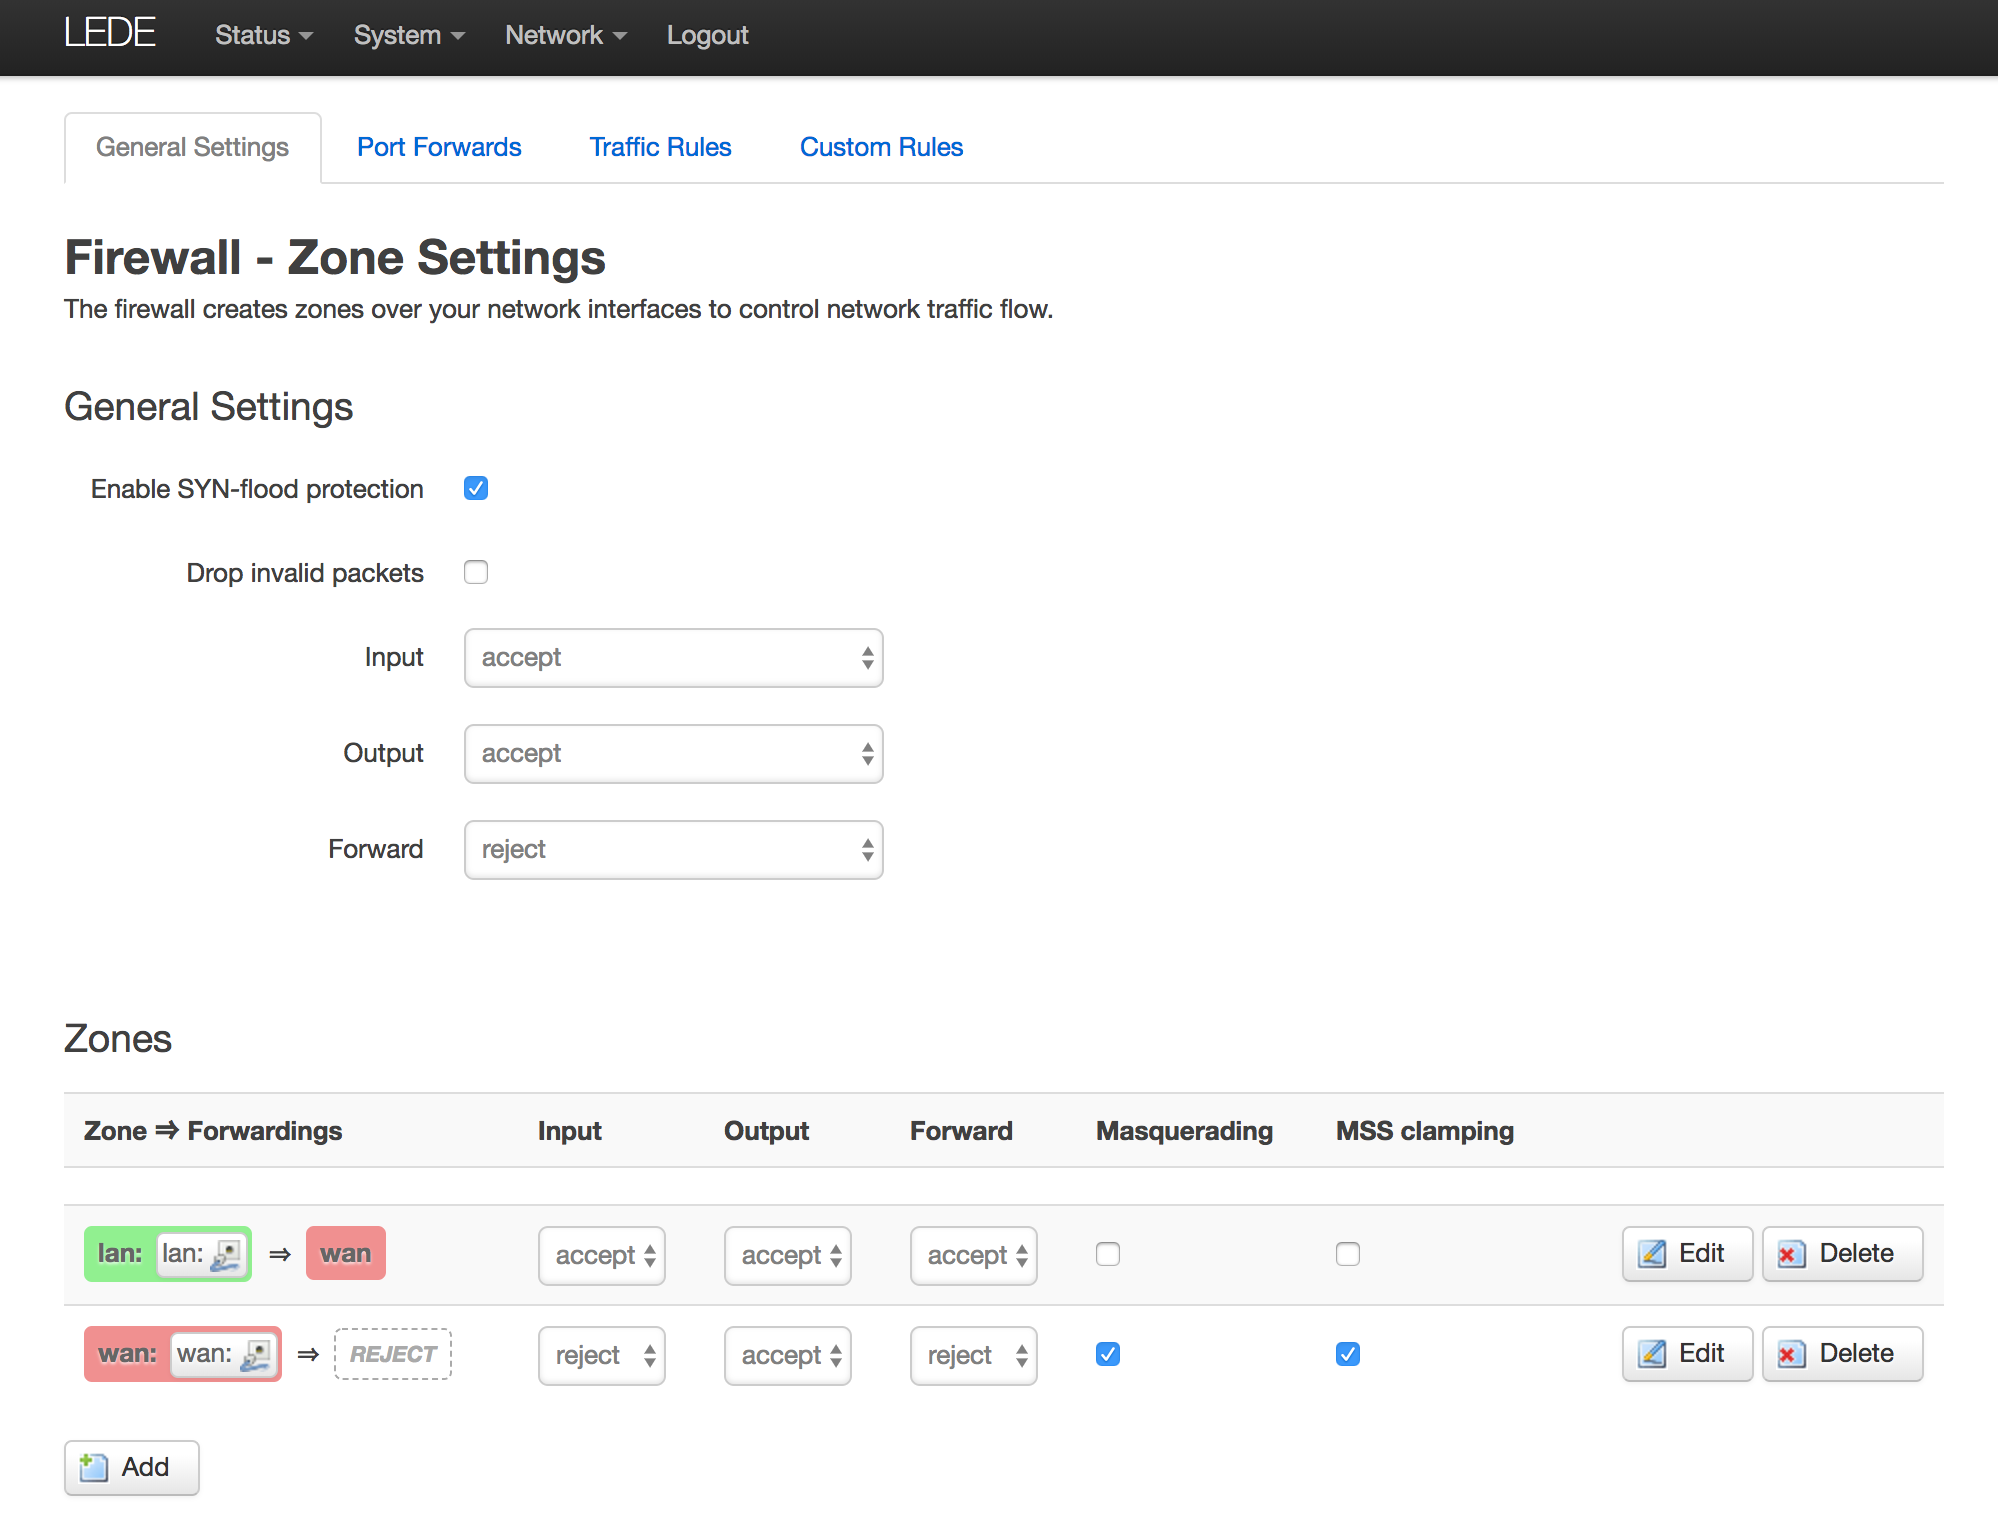 LEDE Status System Network Logout
General Settings Port Forwards Traffic Rules Custom Rules
Firewall - Zone Settings
The firewall creates zones over your network interfaces to control network traffic flow.
General Settings
Enable SYN-flood protection
Drop invalid packets
Input accept
Output accept
Forward reject
Zones
Zone ⇒ Forwardings Input Output Forward Masquerading MSS clamping
lan: lan: ⇒ wan accept accept accept Edit Delete
wan: wan: ⇒ REJECT reject accept reject Edit Delete
Add